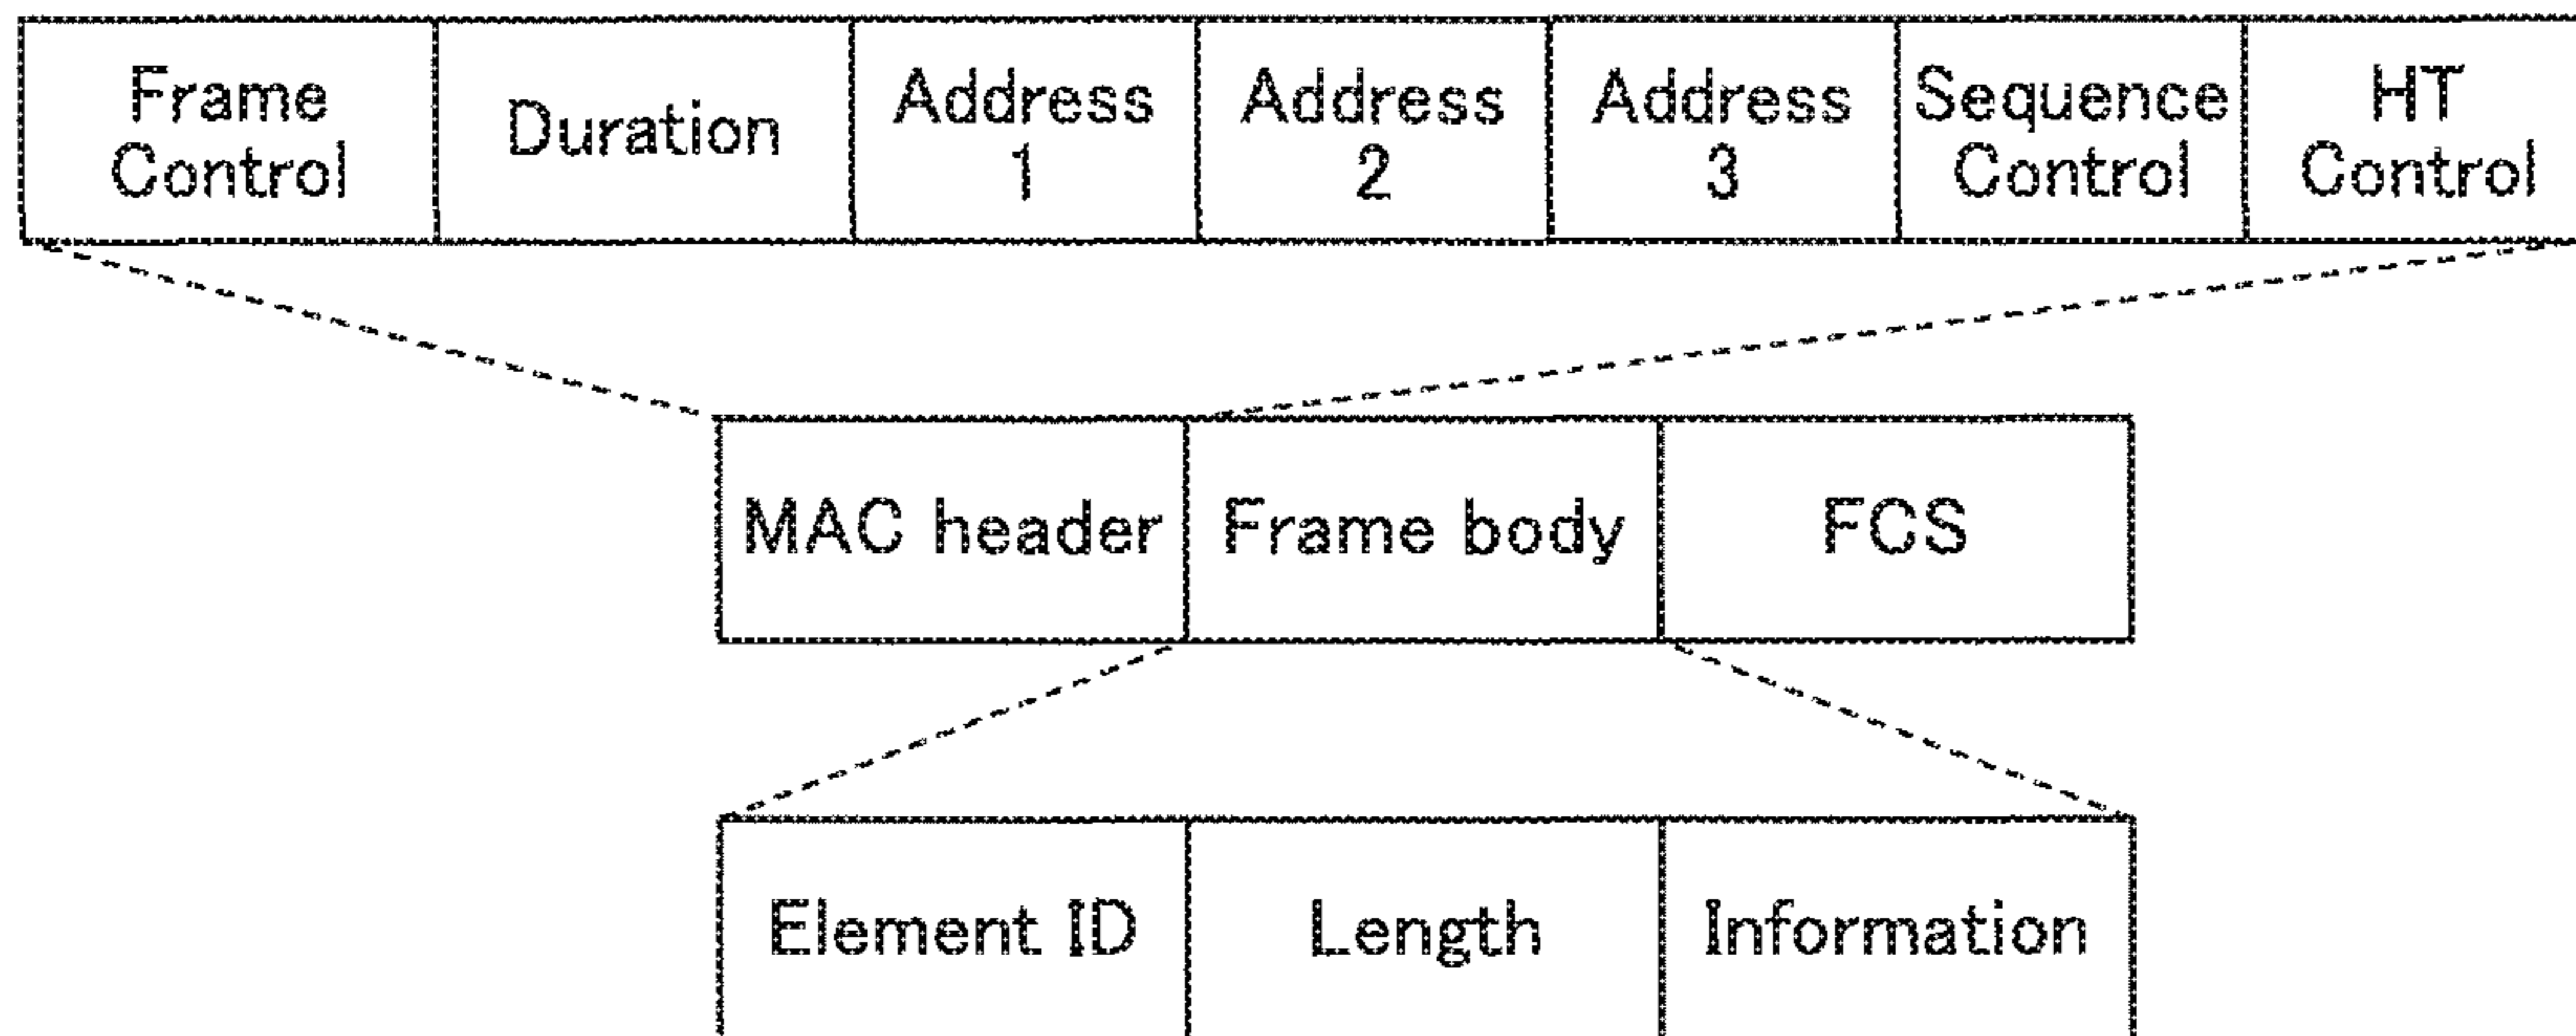 Frame Control
Duration
Address 1
Address 2
Address 3
Sequence Control
HT Control
MAC header
Frame body
FCS
Element ID
Length
Information